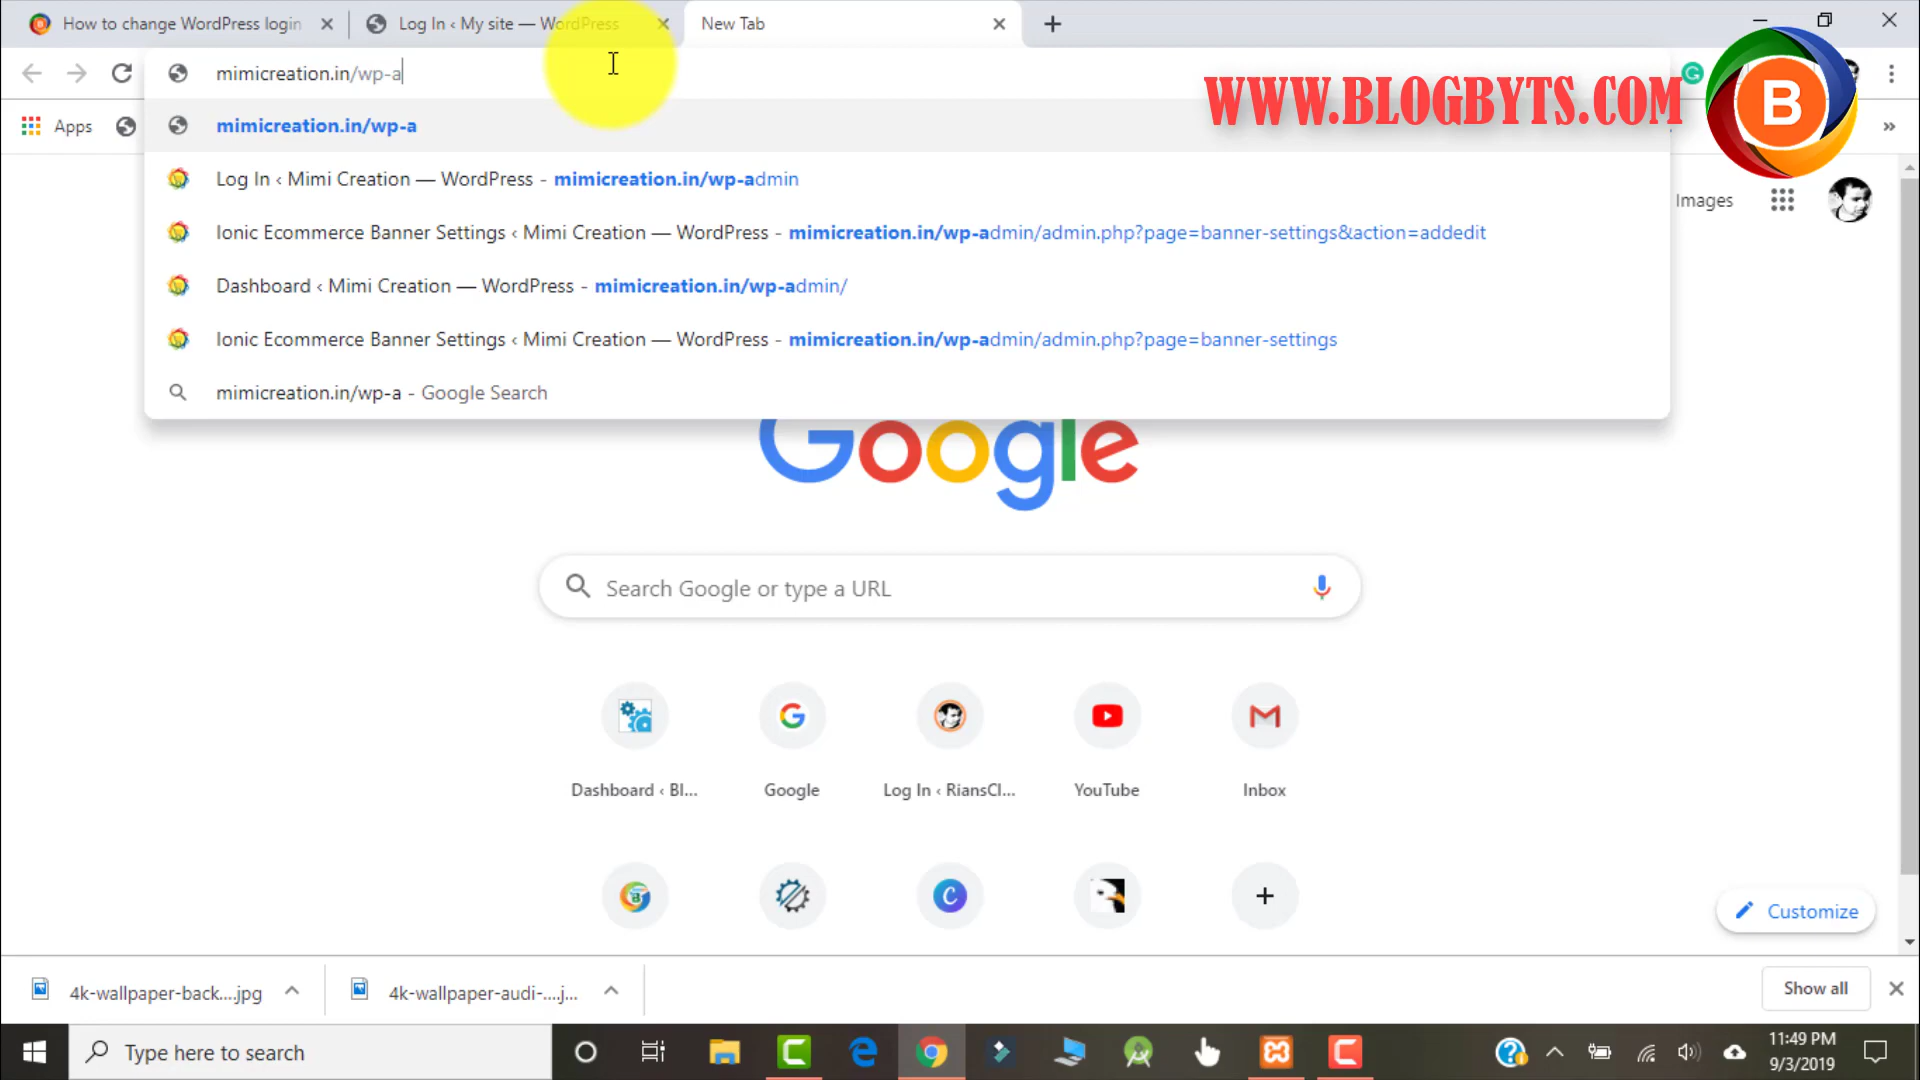 How to change WordPress login
Log In ‹ My site — WordPress
New Tab
mimicreation.in/wp-a
WWW.BLOGBYTS.COM
B
Apps
mimicreation.in/wp-a
Log In ‹ Mimi Creation — WordPress - mimicreation.in/wp-admin
Images
Ionic Ecommerce Banner Settings ‹ Mimi Creation — WordPress - mimicreation.in/wp-admin/admin.php?page=banner-settings&action=addedit
Dashboard ‹ Mimi Creation — WordPress - mimicreation.in/wp-admin/
Ionic Ecommerce Banner Settings ‹ Mimi Creation — WordPress - mimicreation.in/wp-admin/admin.php?page=banner-settings
mimicreation.in/wp-a - Google Search
Google
Search Google or type a URL
Dashboard ‹ Bl...
Google
Log In ‹ RiansCl...
YouTube
Inbox
Customize
4k-wallpaper-back....jpg
4k-wallpaper-audi-....j...
Show all
Type here to search
11:49 PM
9/3/2019